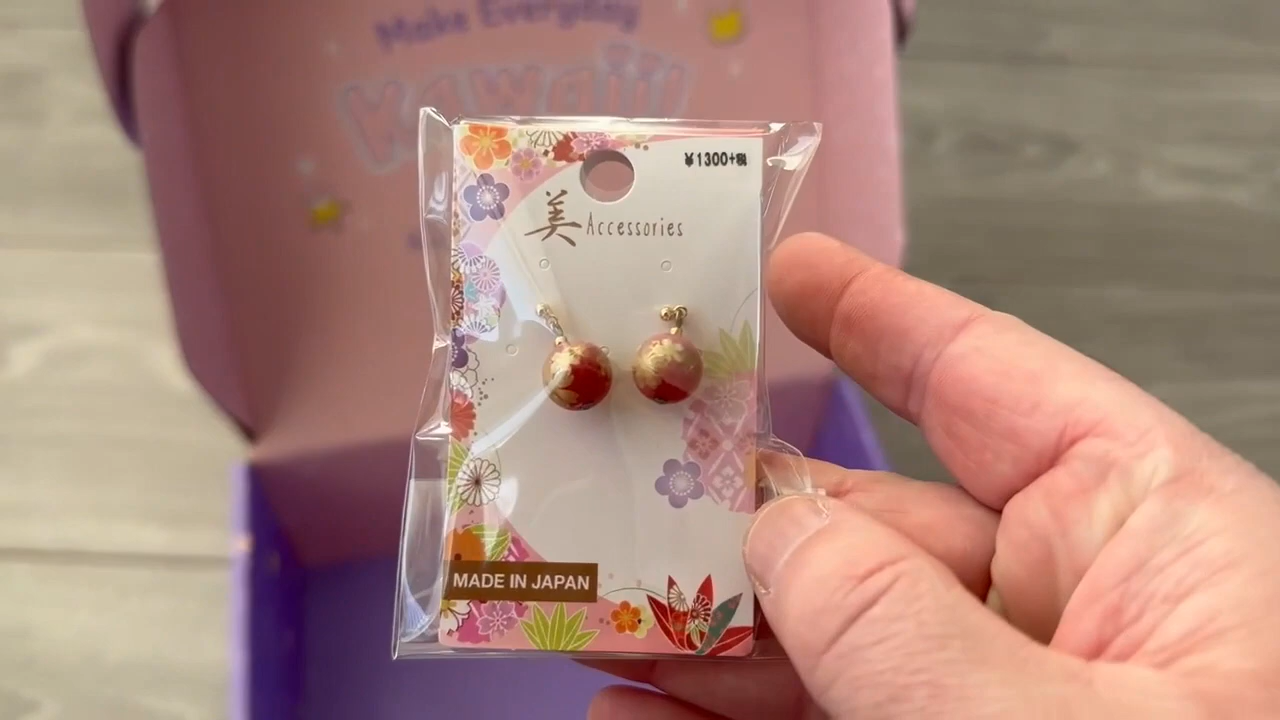 Make Everyday
Kawaii!
¥1300+税
美 Accessories
MADE IN JAPAN